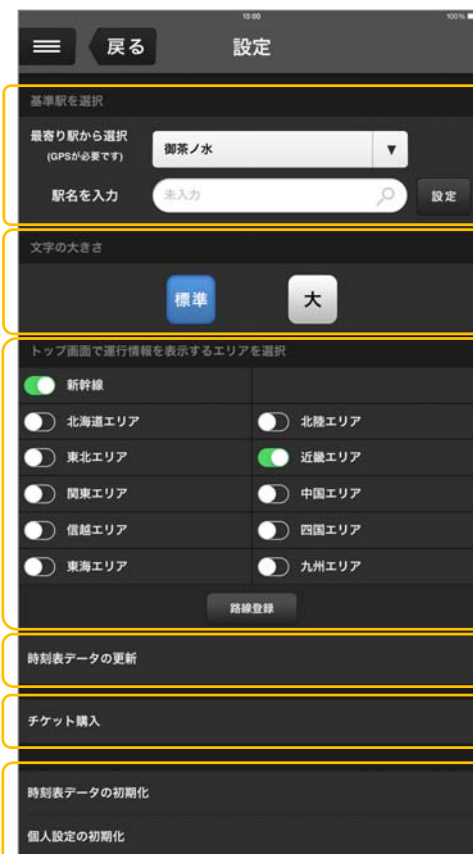 13:00 100%
戻る 設定
基準駅を選択
最寄り駅から選択
(GPSが必要です)
御茶ノ水 ▼
駅名を入力 未入力 設定
文字の大きさ
標準 大
トップ画面で運行情報を表示するエリアを選択
新幹線
北海道エリア 北陸エリア
東北エリア 近畿エリア
関東エリア 中国エリア
信越エリア 四国エリア
東海エリア 九州エリア
路線登録
時刻表データの更新
チケット購入
時刻表データの初期化
個人設定の初期化